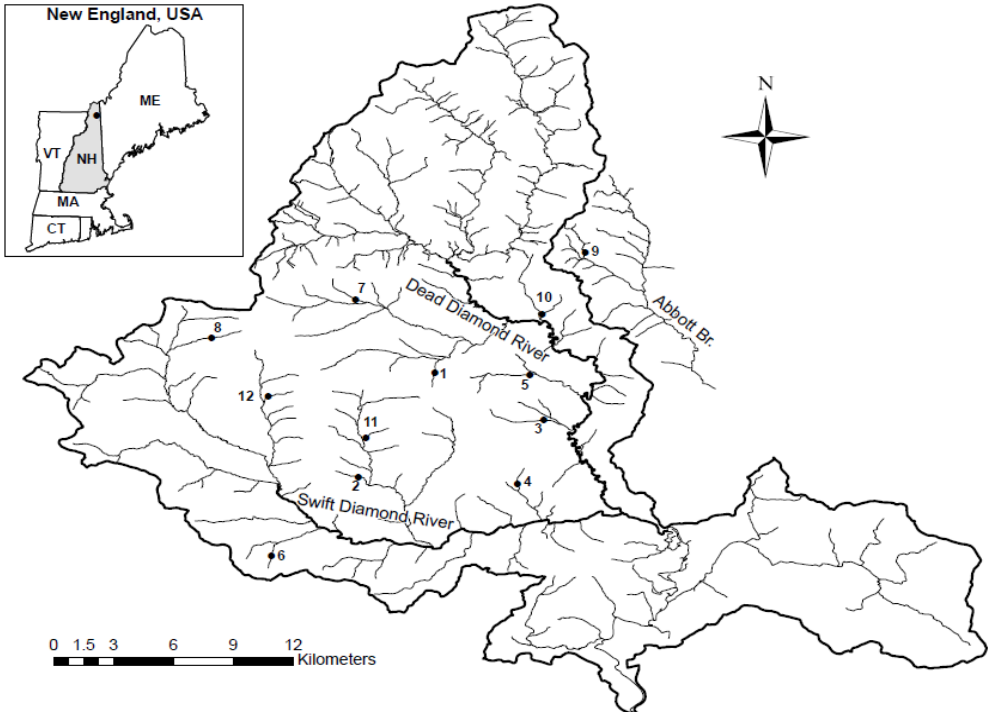 New England, USA
ME
VT
NH
MA
CT
N
9
Abbott Br.
7
Dead Diamond River
10
8
1
5
12
3
11
2
4
Swift Diamond River
6
0 1.5 3 6 9 12
Kilometers